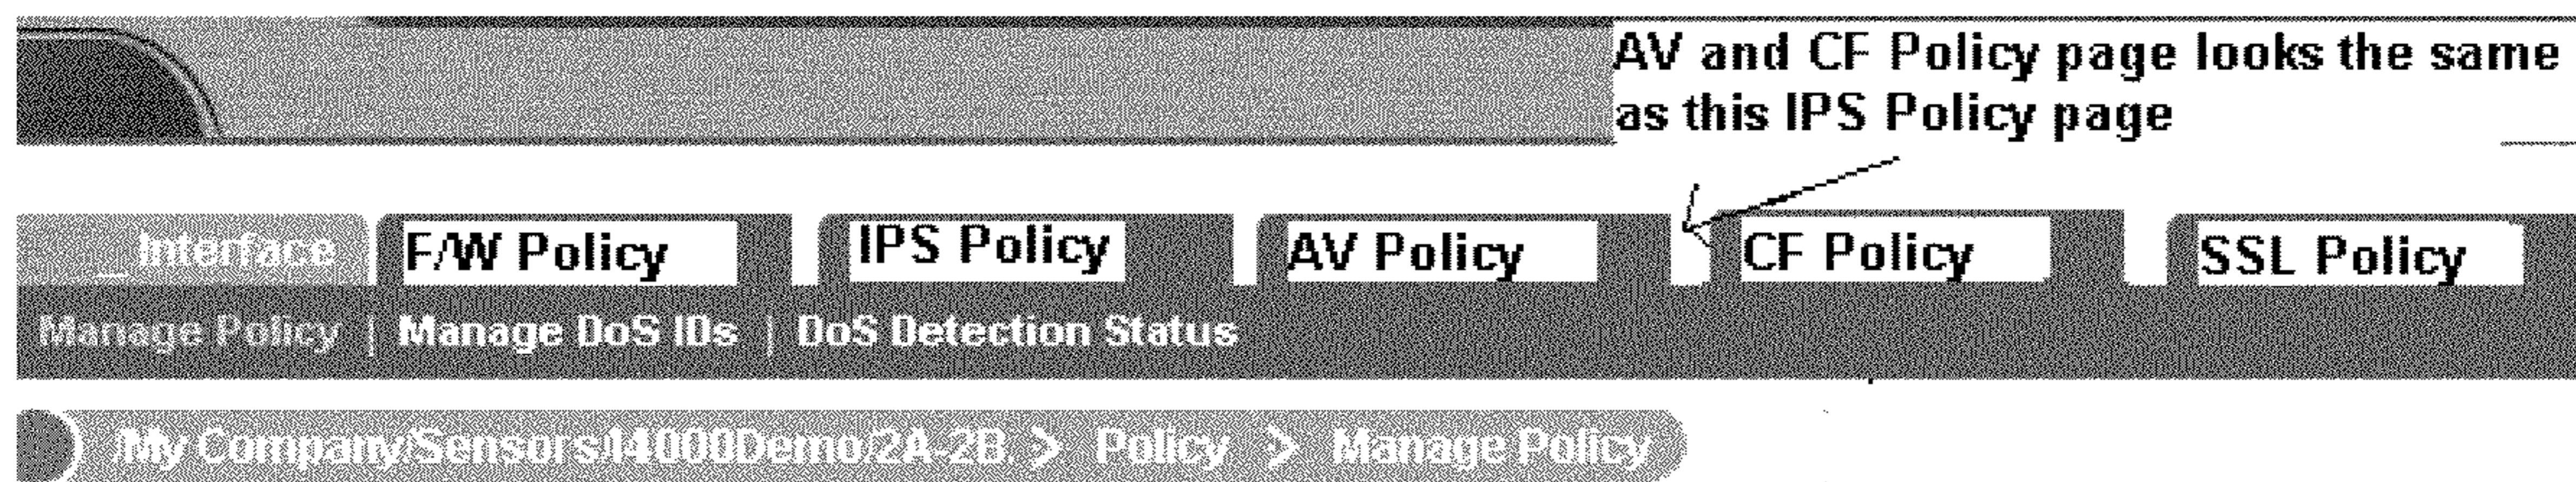 AV and CF Policy page looks the same
as this IPS Policy page
_ Interface F/W Policy IPS Policy AV Policy CF Policy SSL Policy
Manage Policy | Manage DoS IDs | DoS Detection Status
My Company/Sensors/I4000Demo/2A-2B > Policy > Manage Policy